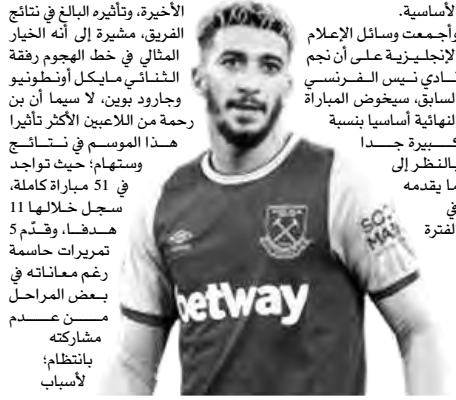 الأساسية.
وأجمعت وسائل الإعلام
الإنجليزية على أن نجم
نادي نيس الفرنسي
السابق، سيخوض المباراة
النهائية أساسيا بنسبة
كبيرة جدا
بالنظر إلى
ما يقدمه
في
الفترة
الأخيرة، وتأثيره البالغ في نتائج
الفريق، مشيرة إلى أنه الخيار
المثالي في خط الهجوم رفقة
الثنائي مايكل أونطونيو
وجارود بوين، لا سيما أن بن
رحمة من اللاعبين الأكثر تأثيرا
هذا الموسم في نتائج
وستهام؛ حيث تواجد
في 51 مباراة كاملة،
سجل خلالها 11
هدفا، وقدّم 5
تمريرات حاسمة
رغم معاناته في
بعض المراحل
من عدم
مشاركته
بانتظام؛
لأسباب
betway
umbro